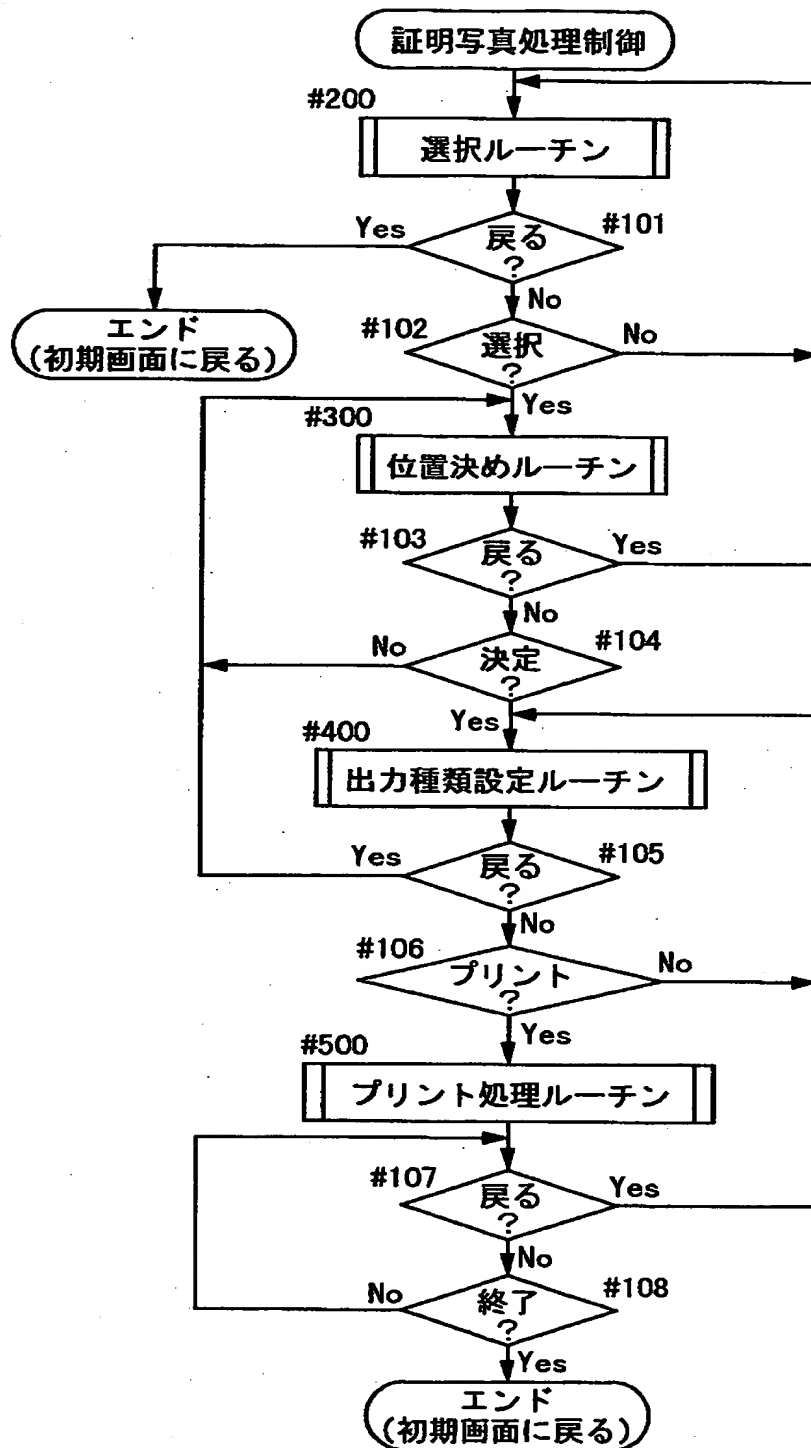 証明写真処理制御
#200
選択ルーチン
Yes
戻る
?
#101
No
エンド
(初期画面に戻る)
#102
選択
?
No
Yes
#300
位置決めルーチン
#103
戻る
?
Yes
No
No
決定
?
#104
Yes
#400
出力種類設定ルーチン
Yes
戻る
?
#105
No
#106
プリント
?
No
Yes
#500
プリント処理ルーチン
#107
戻る
?
Yes
No
No
終了
?
#108
Yes
エンド
(初期画面に戻る)